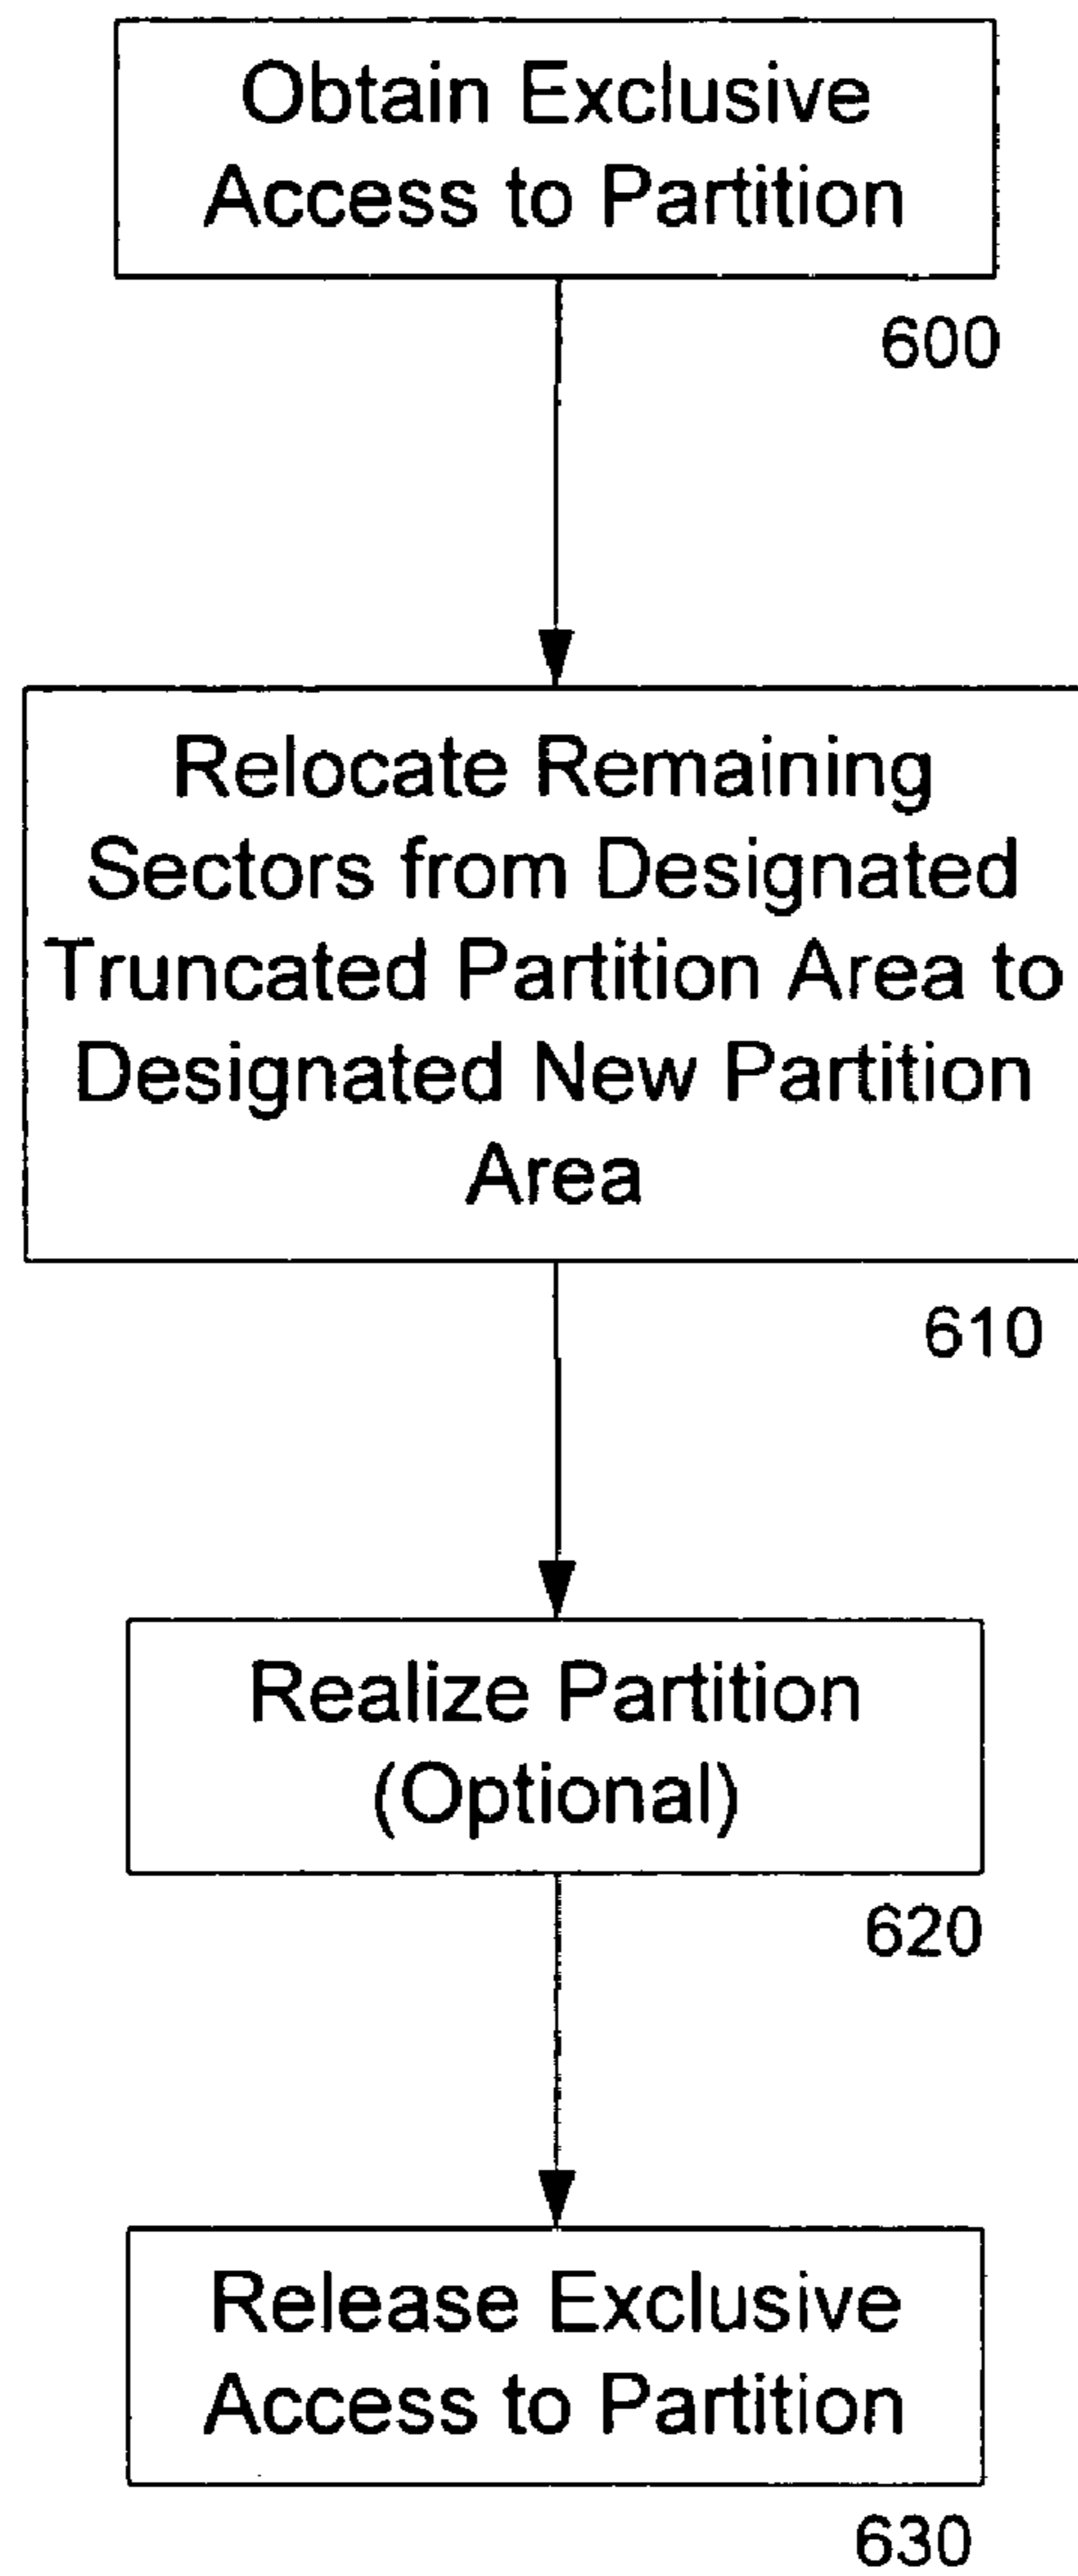 Obtain Exclusive
Access to Partition
600
Relocate Remaining
Sectors from Designated
Truncated Partition Area to
Designated New Partition
Area
610
Realize Partition
(Optional)
620
Release Exclusive
Access to Partition
630